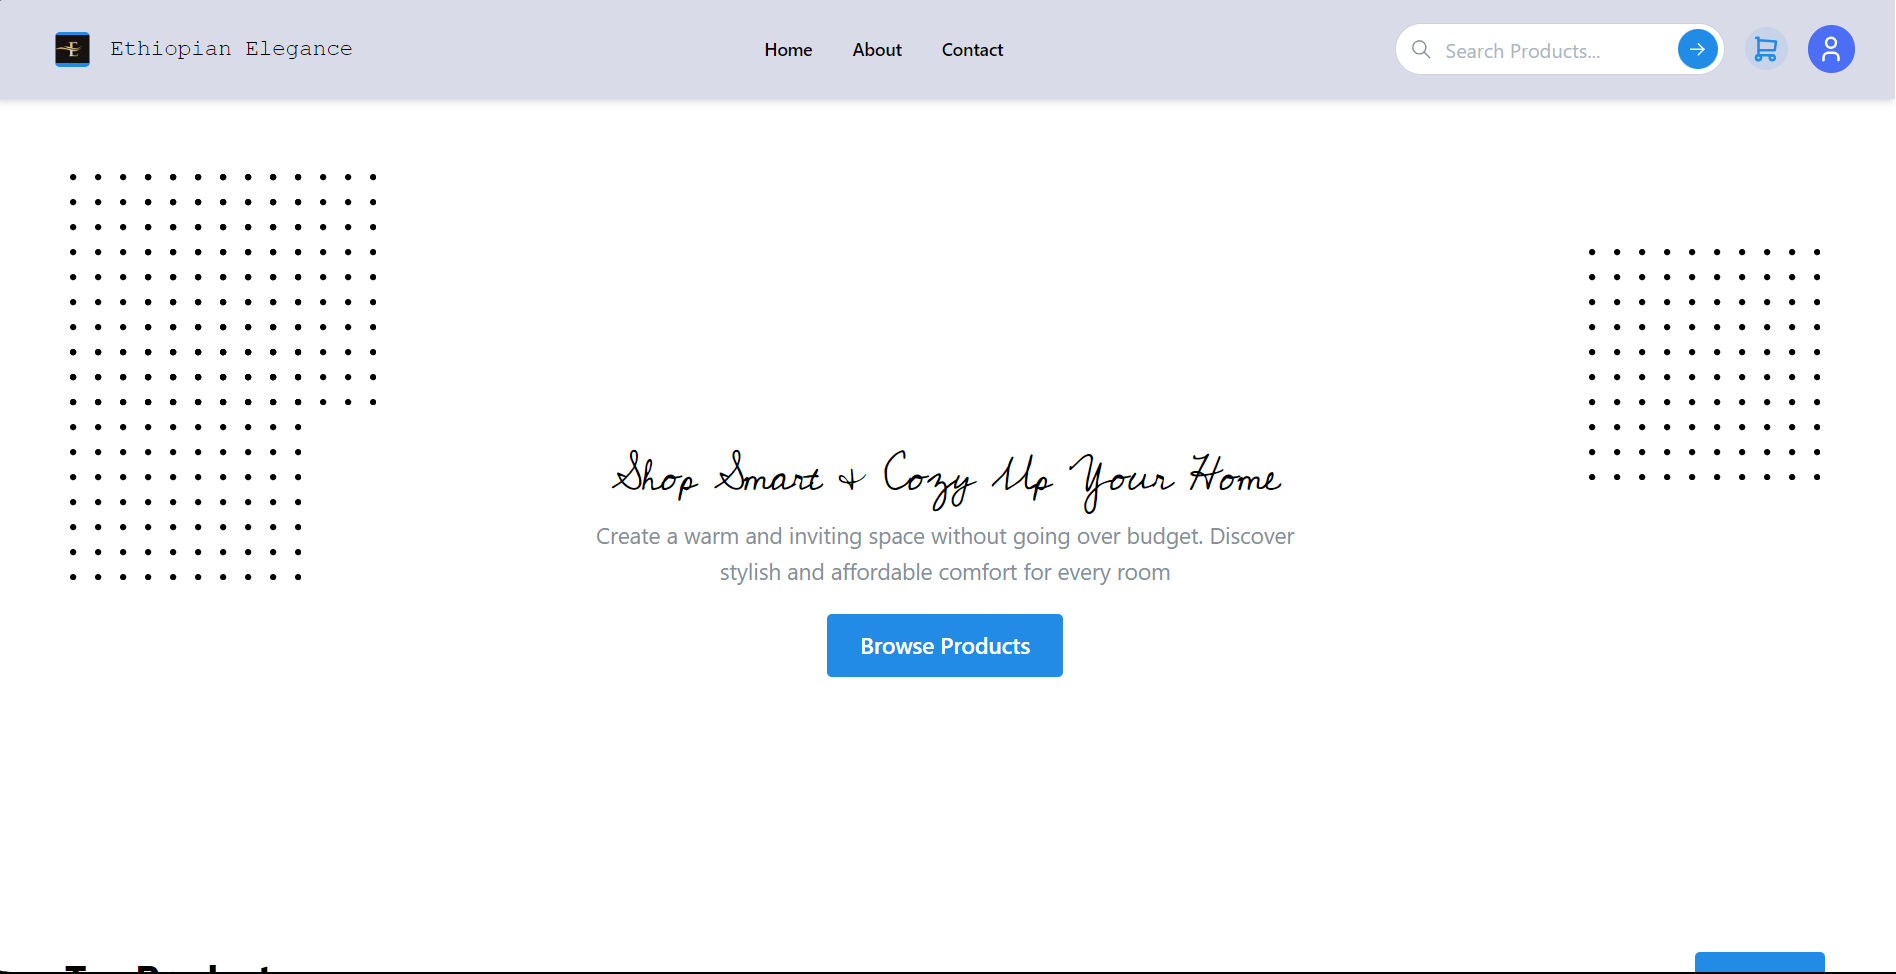 E
Ethiopian Elegance
Home
About
Contact
Search Products...
Shop Smart & Cozy Up Your Home
Create a warm and inviting space without going over budget. Discover
stylish and affordable comfort for every room
Browse Products